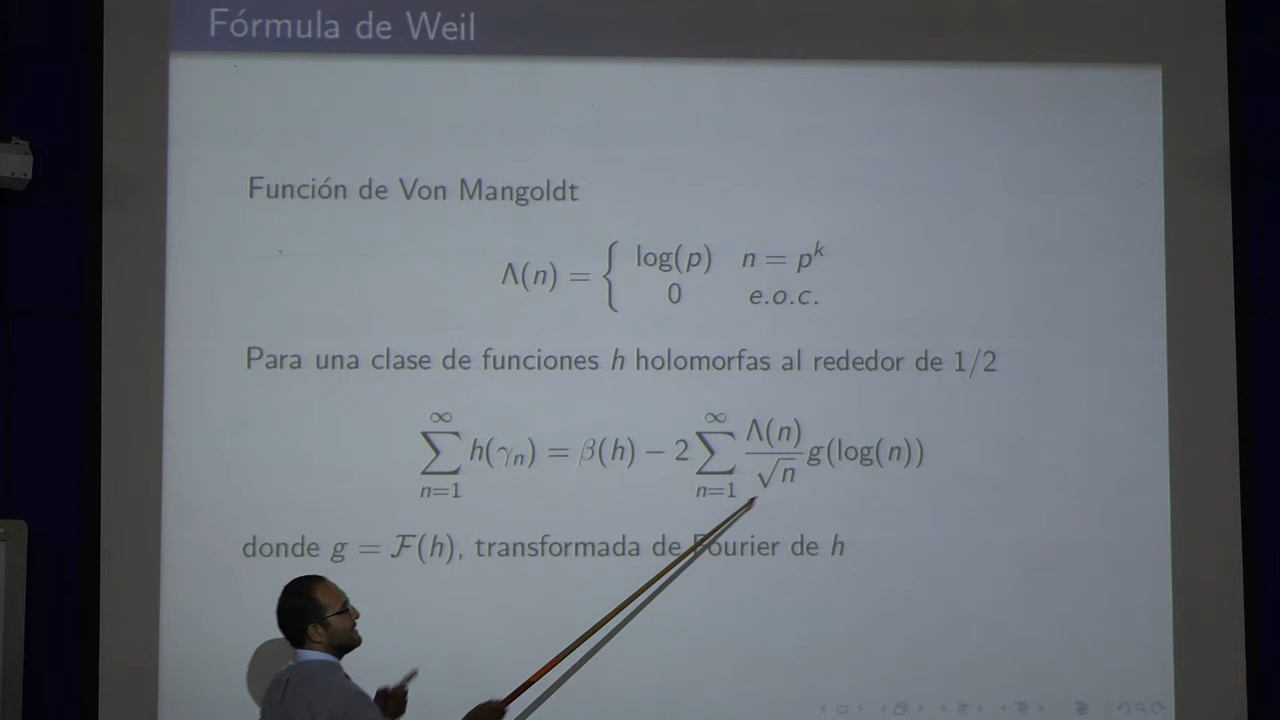 Fórmula de Weil
Función de Von Mangoldt
Λ(n) = { log(p) n = p^k
0 e.o.c.
Para una clase de funciones h holomorfas al rededor de 1/2
∑_{n=1}^{∞} h(γ_n) = β(h) − 2 ∑_{n=1}^{∞} Λ(n)/√n g(log(n))
donde g = F(h), transformada de Fourier de h